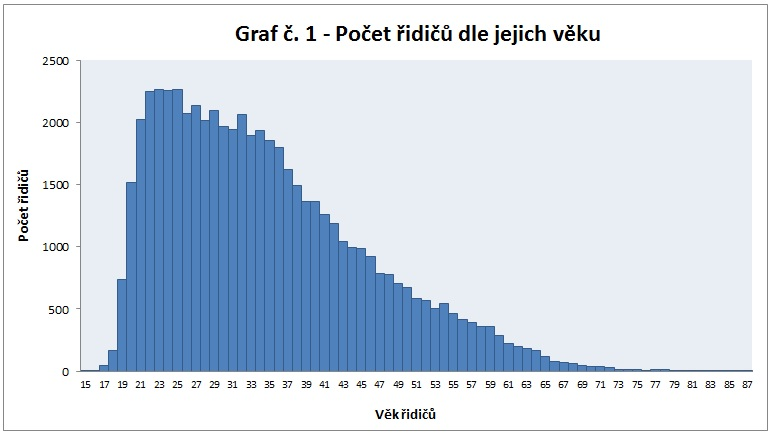 Graf č. 1 - Počet řidičů dle jejich věku
2500
2000
1500
1000
500
0
Počet řidičů
15 17 19 21 23 25 27 29 31 33 35 37 39 41 43 45 47 49 51 53 55 57 59 61 63 65 67 69 71 73 75 77 79 81 83 85 87
Věk řidičů